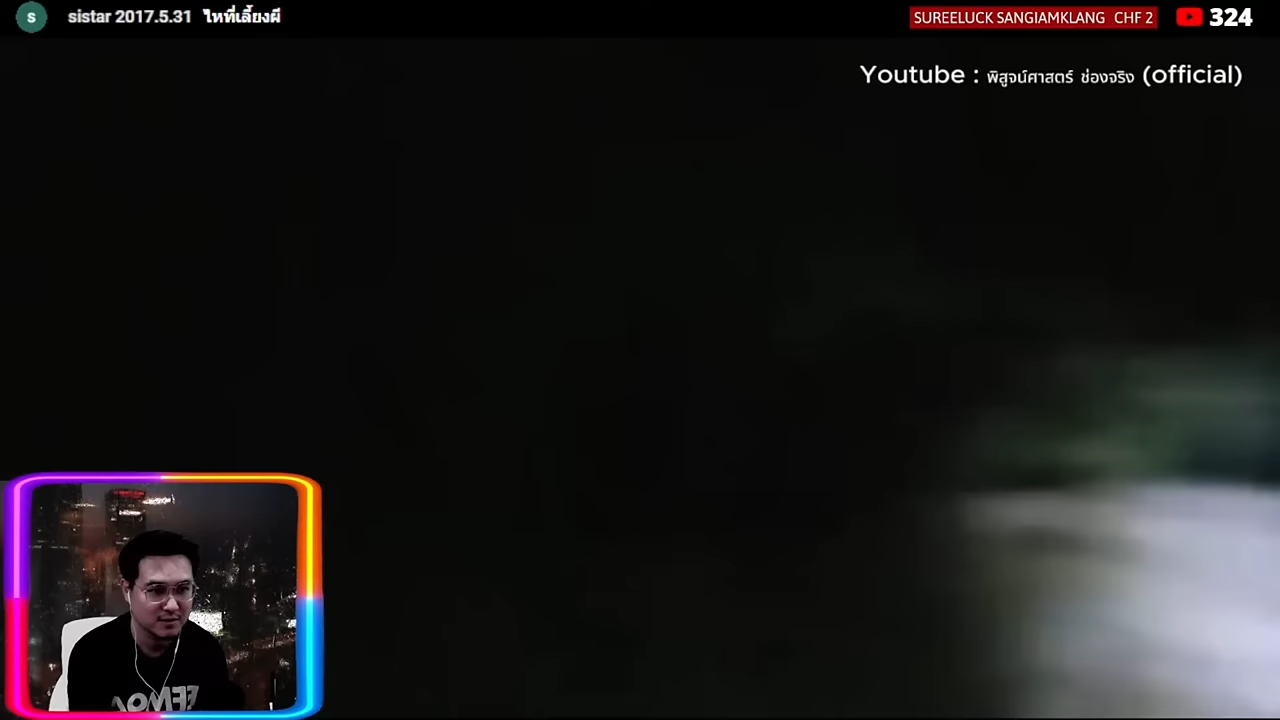 S sistar 2017.5.31 ไหที่เลี้ยงผี
SUREELUCK SANGIAMKLANG CHF 2
324
Youtube : พิสูจน์ศาสตร์ ช่องจริง (official)